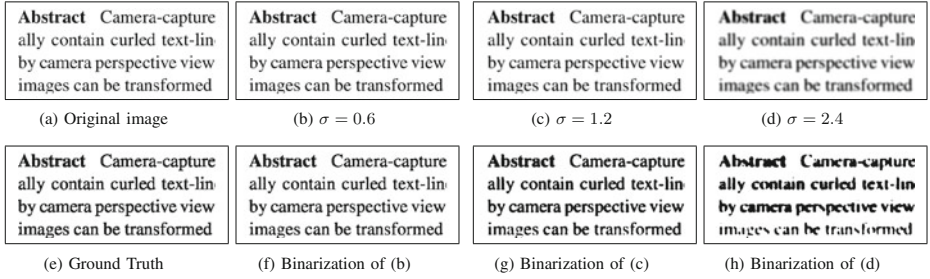 Abstract Camera-capture
ally contain curled text-lin
by camera perspective view
images can be transformed
(a) Original image
Abstract Camera-capture
ally contain curled text-lin
by camera perspective view
images can be transformed
(b) σ = 0.6
Abstract Camera-capture
ally contain curled text-lin
by camera perspective view
images can be transformed
(c) σ = 1.2
Abstract Camera-capture
ally contain curled text-lin
by camera perspective view
images can be transformed
(d) σ = 2.4
Abstract Camera-capture
ally contain curled text-lin
by camera perspective view
images can be transformed
(e) Ground Truth
Abstract Camera-capture
ally contain curled text-lin
by camera perspective view
images can be transformed
(f) Binarization of (b)
Abstract Camera-capture
ally contain curled text-lin
by camera perspective view
images can be transformed
(g) Binarization of (c)
Abstract Camera-capture
ally contain curled text-lin
by camera perspective view
images can be transformed
(h) Binarization of (d)